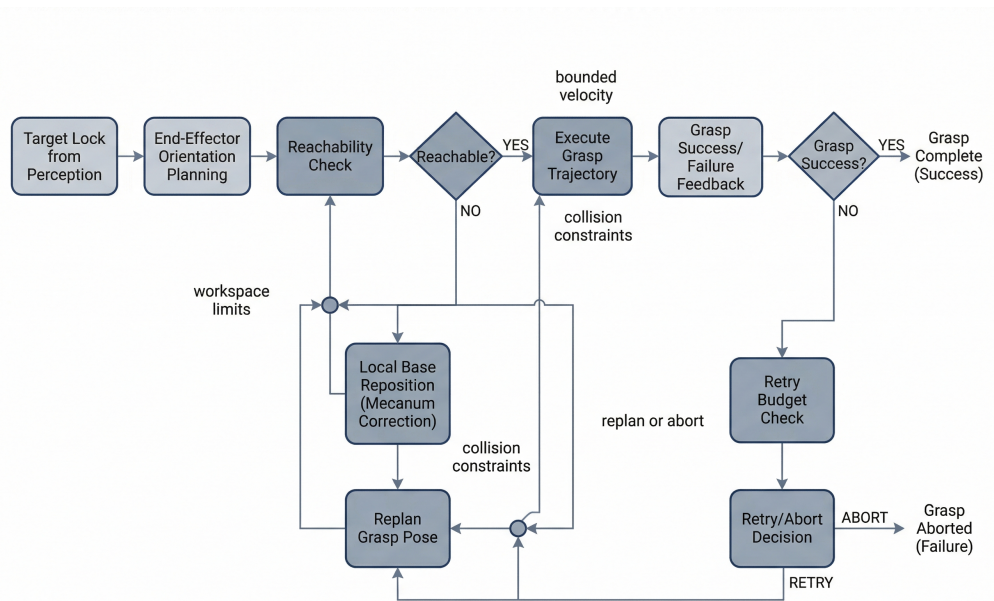 bounded
velocity
Target Lock
from
Perception
End-Effector
Orientation
Planning
Reachability
Check
Reachable?
YES
NO
Execute
Grasp
Trajectory
Grasp
Success/
Failure
Feedback
Grasp
Success?
YES
NO
Grasp
Complete
(Success)
collision
constraints
workspace
limits
Local Base
Reposition
(Mecanum
Correction)
Retry
Budget
Check
replan or abort
collision
constraints
Replan
Grasp Pose
Retry/Abort
Decision
ABORT
Grasp
Aborted
(Failure)
RETRY